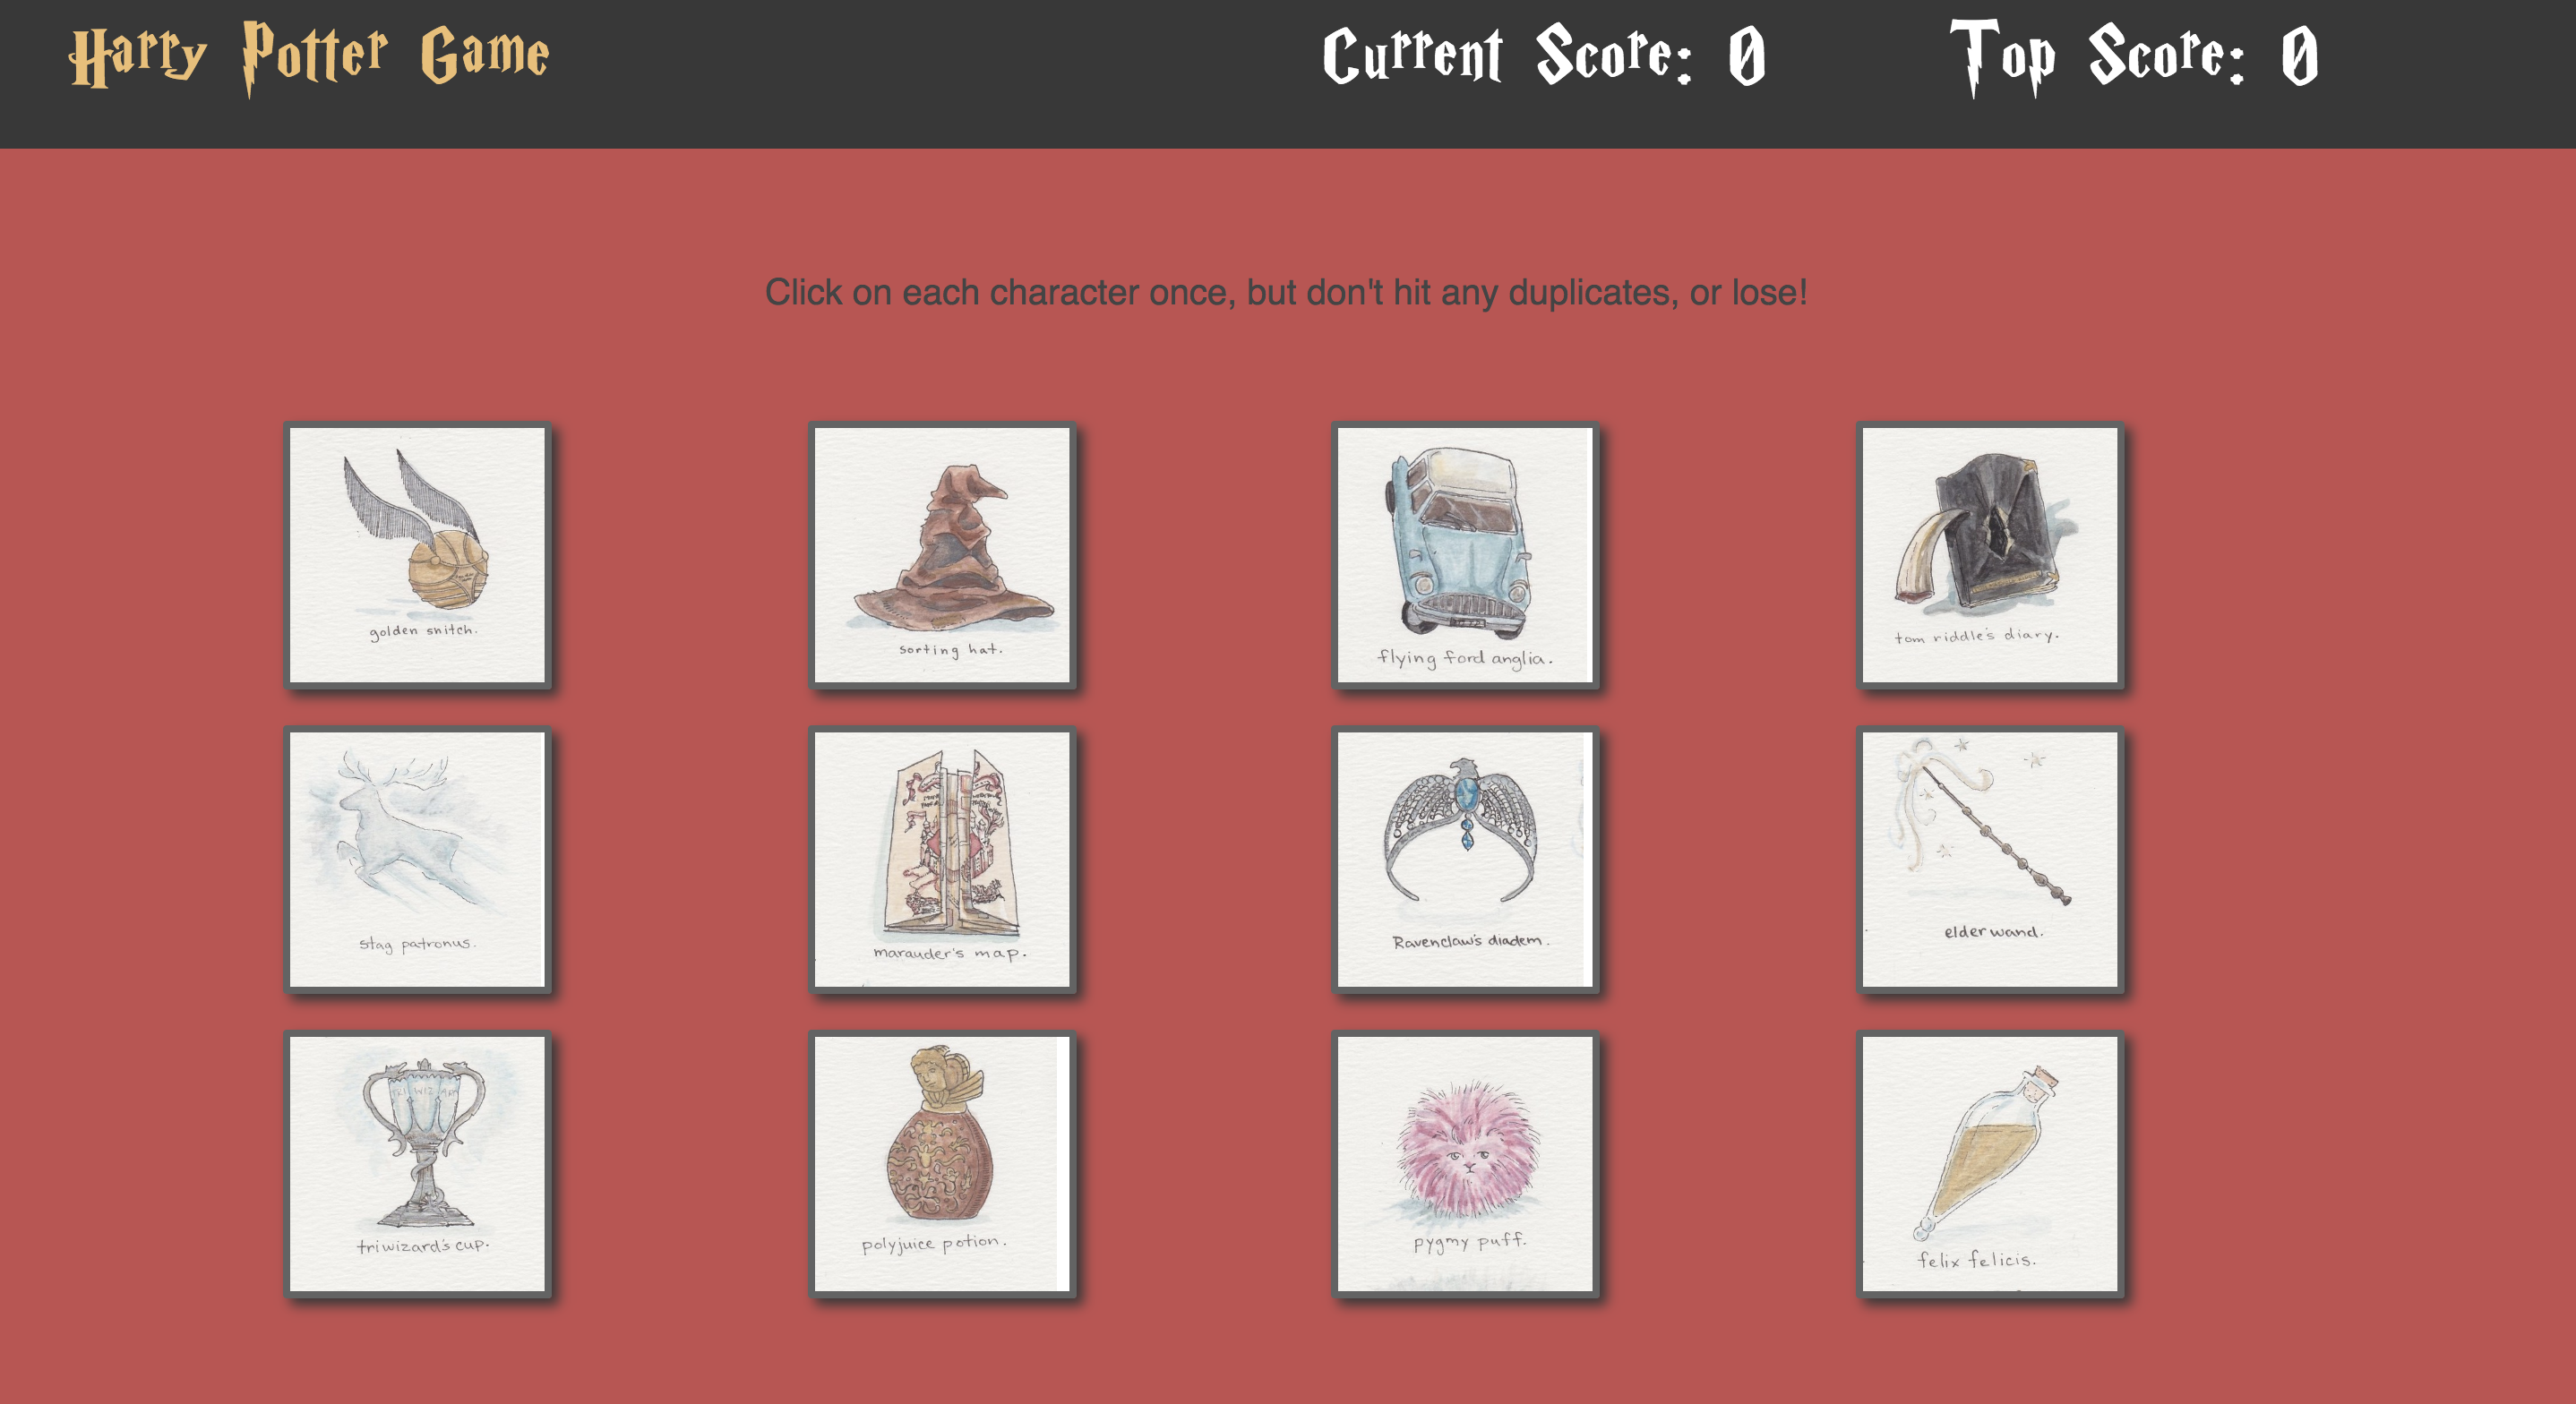 Harry Potter Game
Current Score: 0
Top Score: 0
Click on each character once, but don't hit any duplicates, or lose!
golden snitch.
sorting hat.
flying ford anglia.
tom riddle's diary.
stag patronus.
marauder's map.
Ravenclaw's diadem.
elder wand.
TRI WIZ
triwizard's cup.
polyjuice potion.
pygmy puff.
felix felicis.